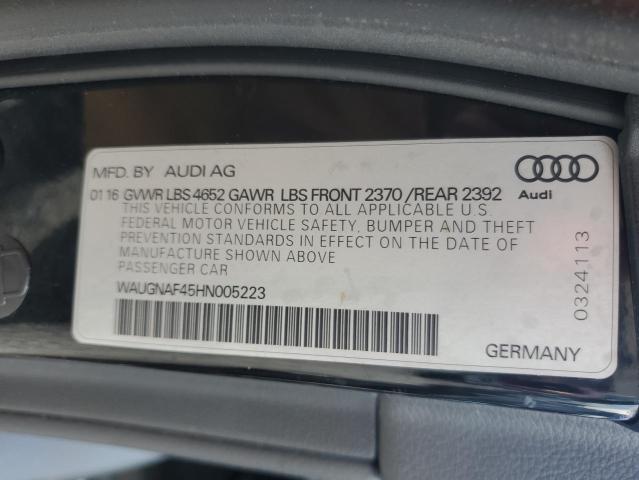 MFD. BY AUDI AG
01 16 GVWR LBS 4652 GAWR LBS FRONT 2370 /REAR 2392
THIS VEHICLE CONFORMS TO ALL APPLICABLE U.S.
FEDERAL MOTOR VEHICLE SAFETY, BUMPER AND THEFT
PREVENTION STANDARDS IN EFFECT ON THE DATE OF
MANUFACTURE SHOWN ABOVE
PASSENGER CAR
WAUGNAF45HN005223
Audi
0324.113
GERMANY